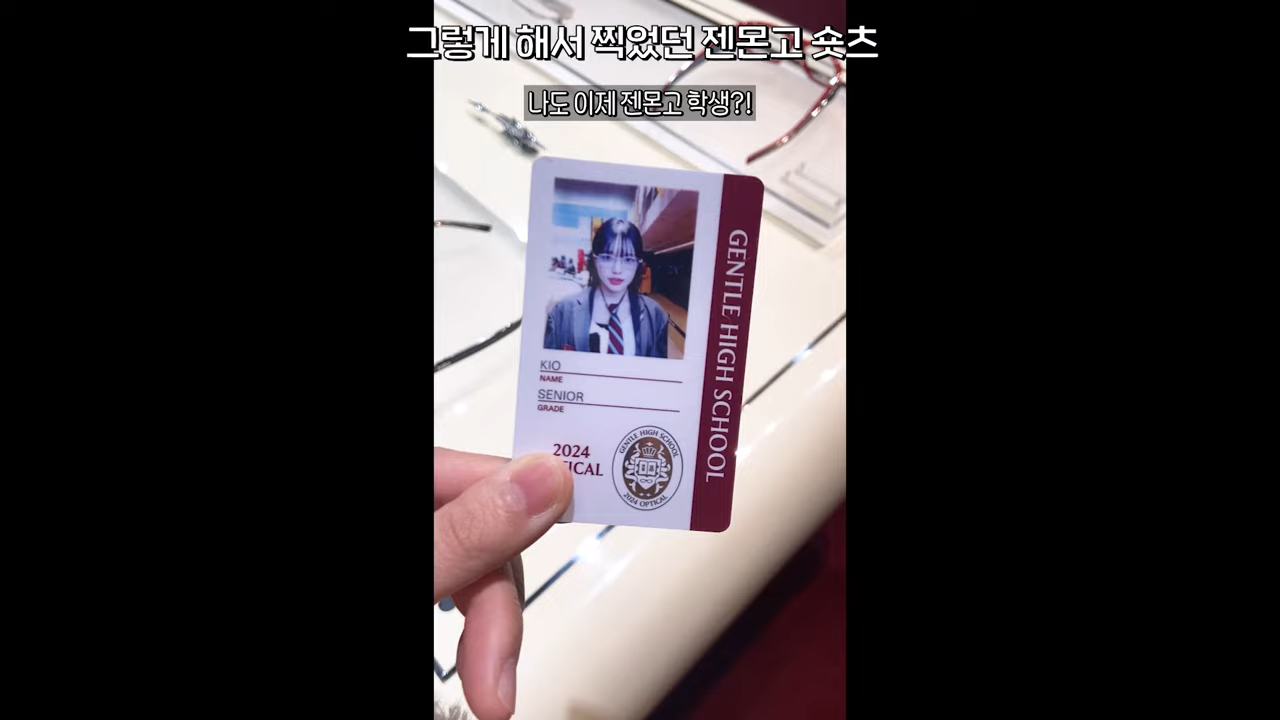 그렇게 해서 찍었던 젠몬고 숏츠
나도 이제 젠몬고 학생?!
KIO
NAME
SENIOR
GRADE
2024
GENTLE HIGH SCHOOL
2024 OPTICAL
GENTLE HIGH SCHOOL